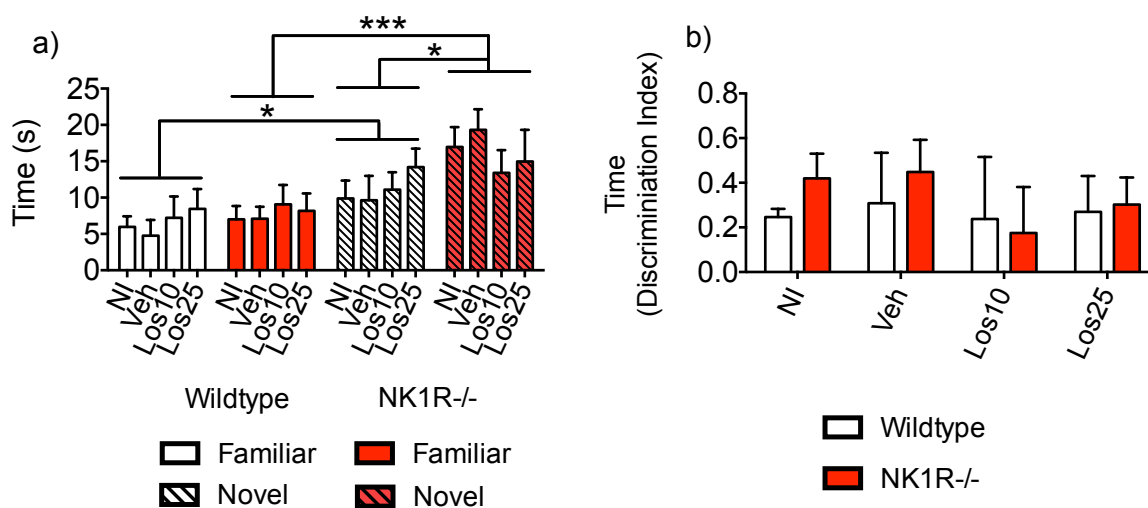 a)
***
*
*
Time (s)
25
20
15
10
5
0
NI
Veh
Los10
Los25
NI
Veh
Los10
Los25
NI
Veh
Los10
Los25
NI
Veh
Los10
Los25
Wildtype
NK1R-/-
Familiar
Familiar
Novel
Novel
b)
Time
(Discriminiation Index)
0.8
0.6
0.4
0.2
0.0
NI
Veh
Los10
Los25
Wildtype
NK1R-/-